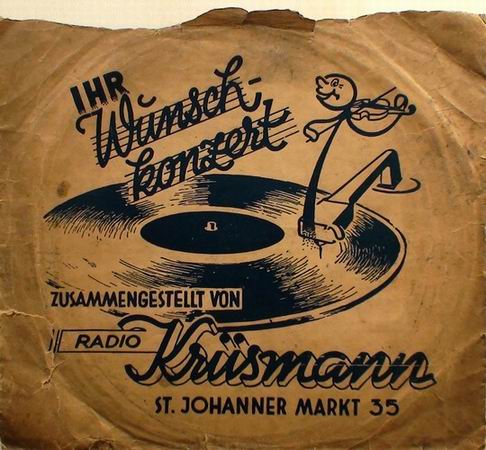 IHR
Wunsch-
konzert
ZUSAMMENGESTELLT VON
RADIO Krüsmann
ST. JOHANNER MARKT 35